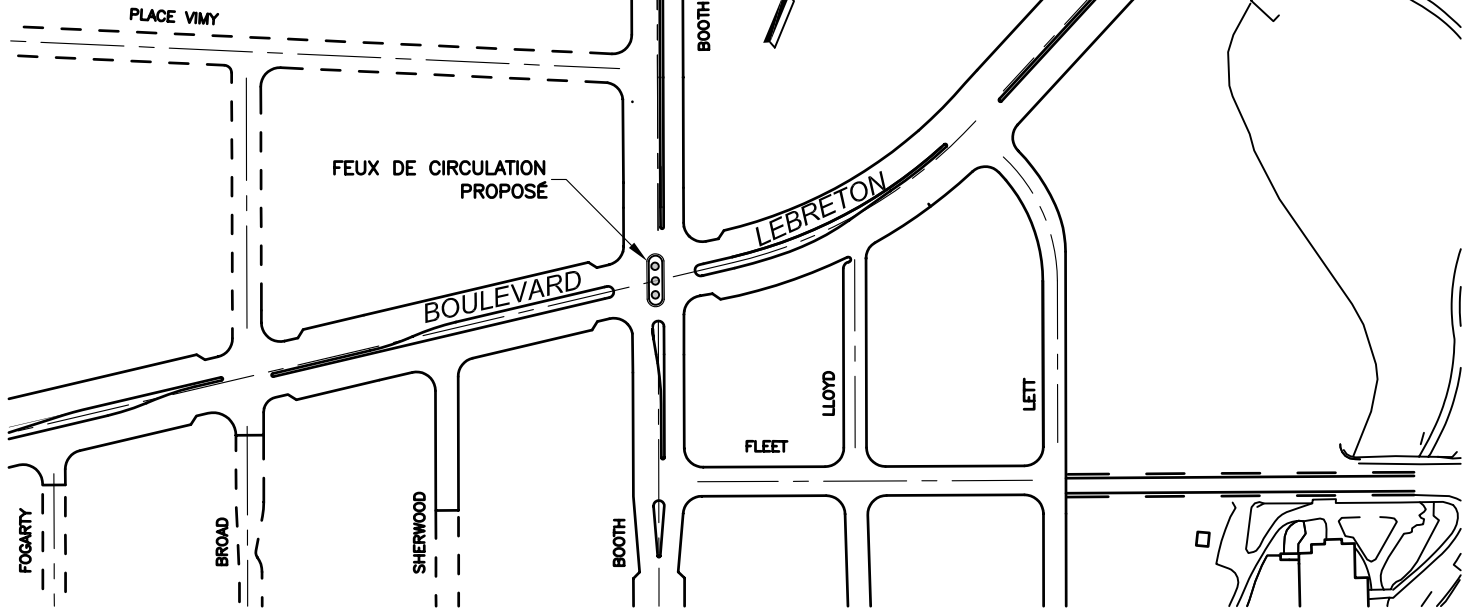 PLACE VIMY
BOOTH
FEUX DE CIRCULATION
PROPOSÉ
LEBRETON
BOULEVARD
LLOYD
LETT
FLEET
FOGARTY
BROAD
SHERWOOD
BOOTH